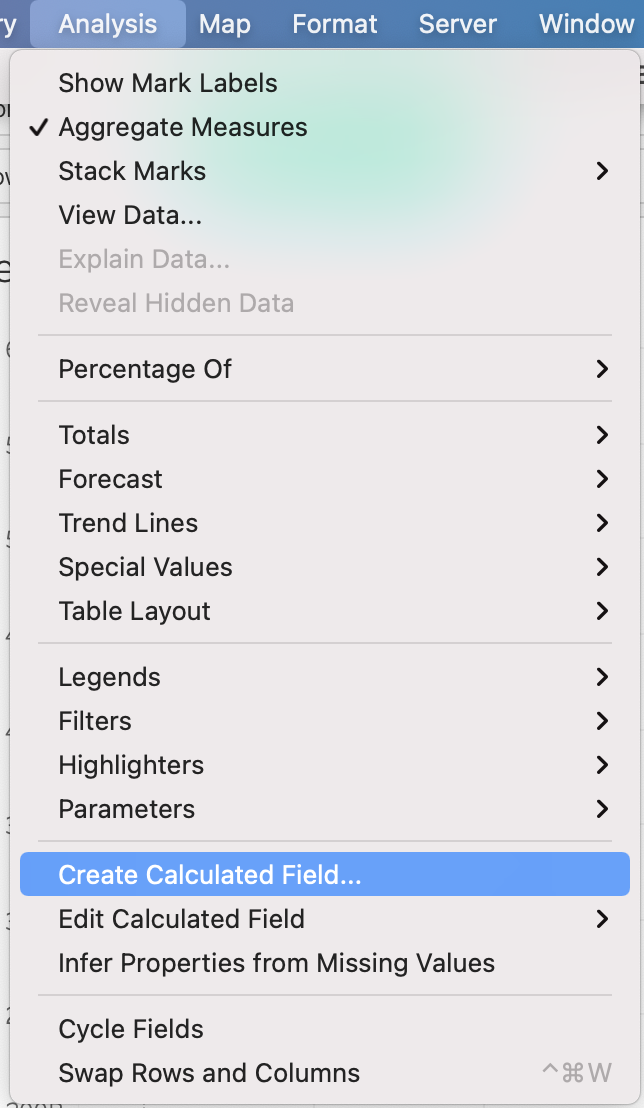 Analysis Map Format Server Window
Show Mark Labels
✓ Aggregate Measures
Stack Marks
View Data...
Explain Data...
Reveal Hidden Data
Percentage Of
Totals
Forecast
Trend Lines
Special Values
Table Layout
Legends
Filters
Highlighters
Parameters
Create Calculated Field...
Edit Calculated Field
Infer Properties from Missing Values
Cycle Fields
Swap Rows and Columns ^⌘W